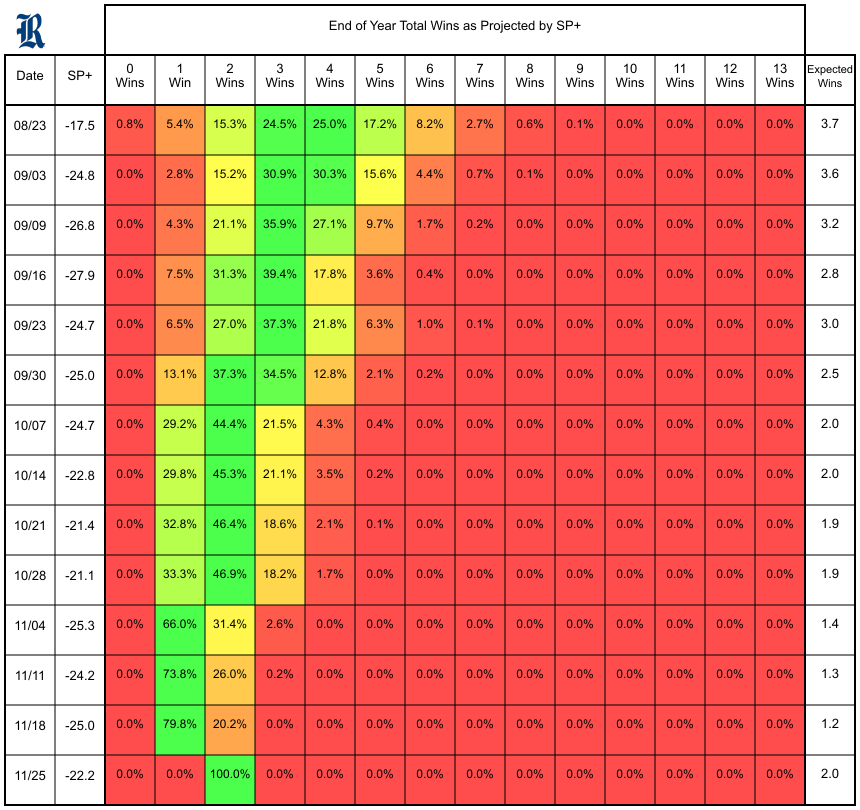 R
End of Year Total Wins as Projected by SP+
Date SP+ 0 Wins 1 Win 2 Wins 3 Wins 4 Wins 5 Wins 6 Wins 7 Wins 8 Wins 9 Wins 10 Wins 11 Wins 12 Wins 13 Wins Expected Wins
08/23 -17.5 0.8% 5.4% 15.3% 24.5% 25.0% 17.2% 8.2% 2.7% 0.6% 0.1% 0.0% 0.0% 0.0% 0.0% 3.7
09/03 -24.8 0.0% 2.8% 15.2% 30.9% 30.3% 15.6% 4.4% 0.7% 0.1% 0.0% 0.0% 0.0% 0.0% 0.0% 3.6
09/09 -26.8 0.0% 4.3% 21.1% 35.9% 27.1% 9.7% 1.7% 0.2% 0.0% 0.0% 0.0% 0.0% 0.0% 0.0% 3.2
09/16 -27.9 0.0% 7.5% 31.3% 39.4% 17.8% 3.6% 0.4% 0.0% 0.0% 0.0% 0.0% 0.0% 0.0% 0.0% 2.8
09/23 -24.7 0.0% 6.5% 27.0% 37.3% 21.8% 6.3% 1.0% 0.1% 0.0% 0.0% 0.0% 0.0% 0.0% 0.0% 3.0
09/30 -25.0 0.0% 13.1% 37.3% 34.5% 12.8% 2.1% 0.2% 0.0% 0.0% 0.0% 0.0% 0.0% 0.0% 0.0% 2.5
10/07 -24.7 0.0% 29.2% 44.4% 21.5% 4.3% 0.4% 0.0% 0.0% 0.0% 0.0% 0.0% 0.0% 0.0% 0.0% 2.0
10/14 -22.8 0.0% 29.8% 45.3% 21.1% 3.5% 0.2% 0.0% 0.0% 0.0% 0.0% 0.0% 0.0% 0.0% 0.0% 2.0
10/21 -21.4 0.0% 32.8% 46.4% 18.6% 2.1% 0.1% 0.0% 0.0% 0.0% 0.0% 0.0% 0.0% 0.0% 0.0% 1.9
10/28 -21.1 0.0% 33.3% 46.9% 18.2% 1.7% 0.0% 0.0% 0.0% 0.0% 0.0% 0.0% 0.0% 0.0% 0.0% 1.9
11/04 -25.3 0.0% 66.0% 31.4% 2.6% 0.0% 0.0% 0.0% 0.0% 0.0% 0.0% 0.0% 0.0% 0.0% 0.0% 1.4
11/11 -24.2 0.0% 73.8% 26.0% 0.2% 0.0% 0.0% 0.0% 0.0% 0.0% 0.0% 0.0% 0.0% 0.0% 0.0% 1.3
11/18 -25.0 0.0% 79.8% 20.2% 0.0% 0.0% 0.0% 0.0% 0.0% 0.0% 0.0% 0.0% 0.0% 0.0% 0.0% 1.2
11/25 -22.2 0.0% 0.0% 100.0% 0.0% 0.0% 0.0% 0.0% 0.0% 0.0% 0.0% 0.0% 0.0% 0.0% 0.0% 2.0